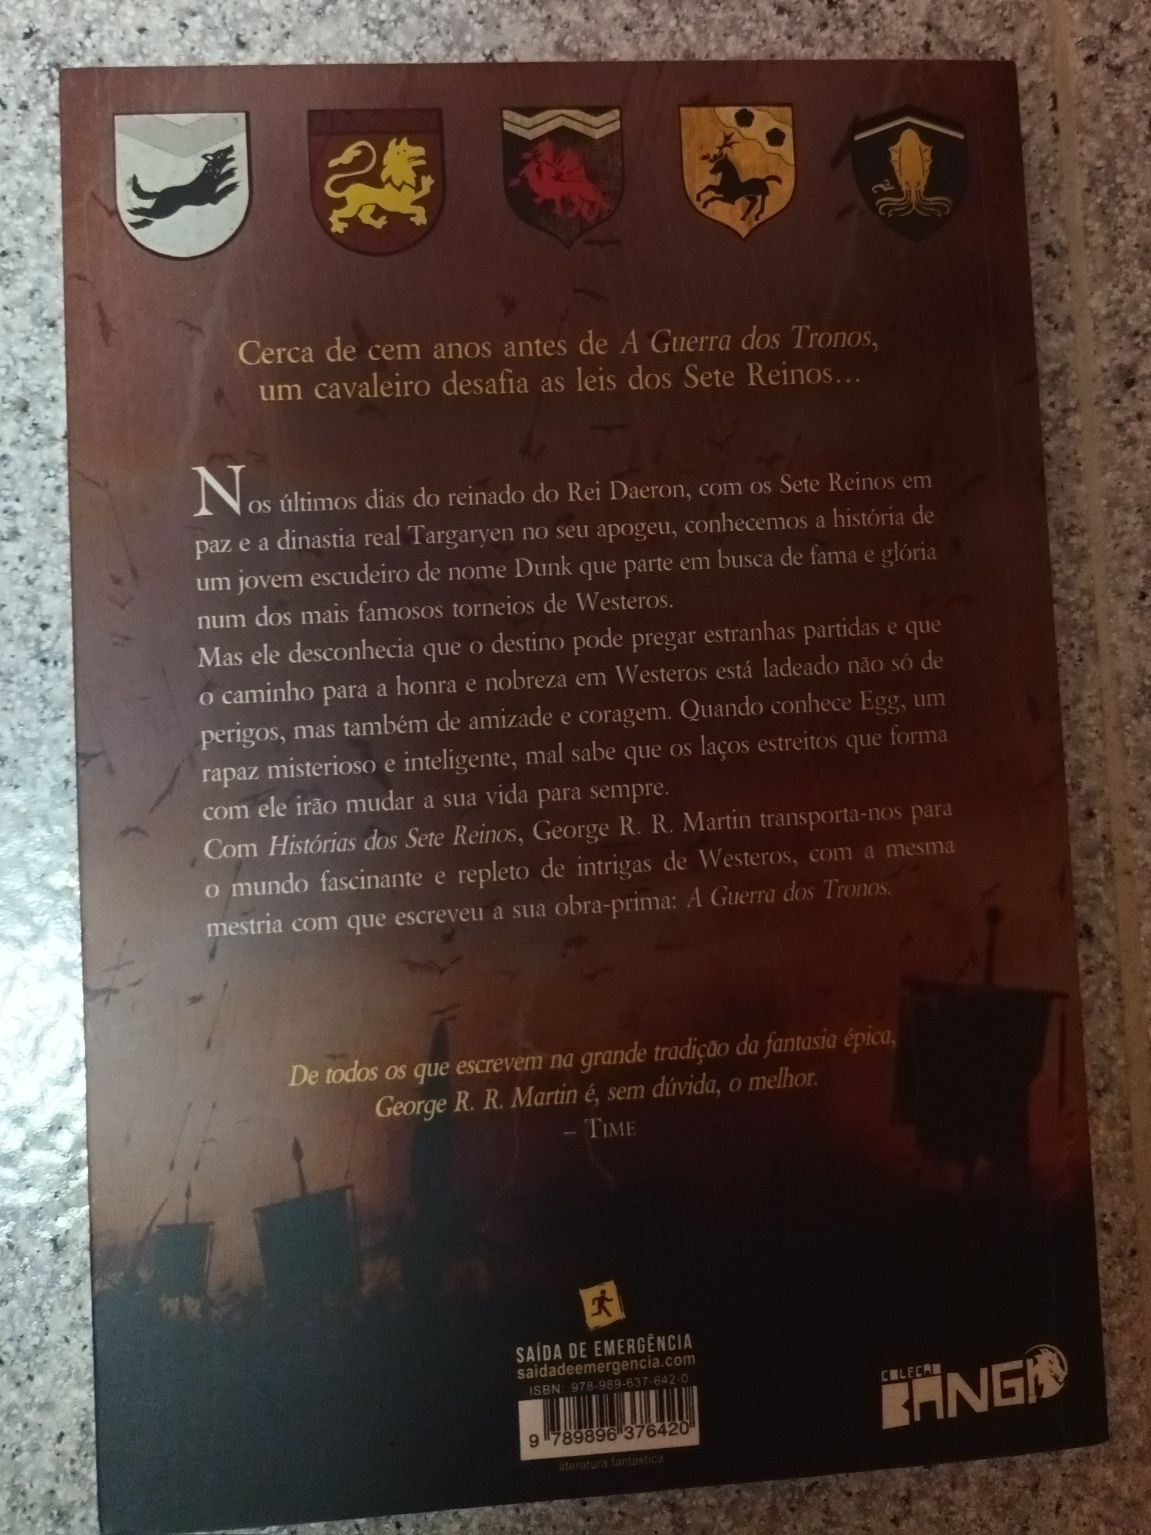 Cerca de cem anos antes de A Guerra dos Tronos,
um cavaleiro desafia as leis dos Sete Reinos...
Nos últimos dias do reinado do Rei Daeron, com os Sete Reinos em
paz e a dinastia real Targaryen no seu apogeu, conhecemos a história de
um jovem escudeiro de nome Dunk que parte em busca de fama e glória
num dos mais famosos torneios de Westeros.
Mas ele desconhecia que o destino pode pregar estranhas partidas e que
o caminho para a honra e nobreza em Westeros está ladeado não só de
perigos, mas também de amizade e coragem. Quando conhece Egg, um
rapaz misterioso e inteligente, mal sabe que os laços estreitos que forma
com ele irão mudar a sua vida para sempre.
Com Histórias dos Sete Reinos, George R. R. Martin transporta-nos para
o mundo fascinante e repleto de intrigas de Westeros, com a mesma
mestria com que escreveu a sua obra-prima: A Guerra dos Tronos.
De todos os que escrevem na grande tradição da fantasia épica,
George R. R. Martin é, sem dúvida, o melhor.
– TIME
SAÍDA DE EMERGÊNCIA
saidadeemergencia.com
ISBN: 978-989-637-642-0
9 789896 376420
literatura fantástica
COLEÇÃO
BANG!